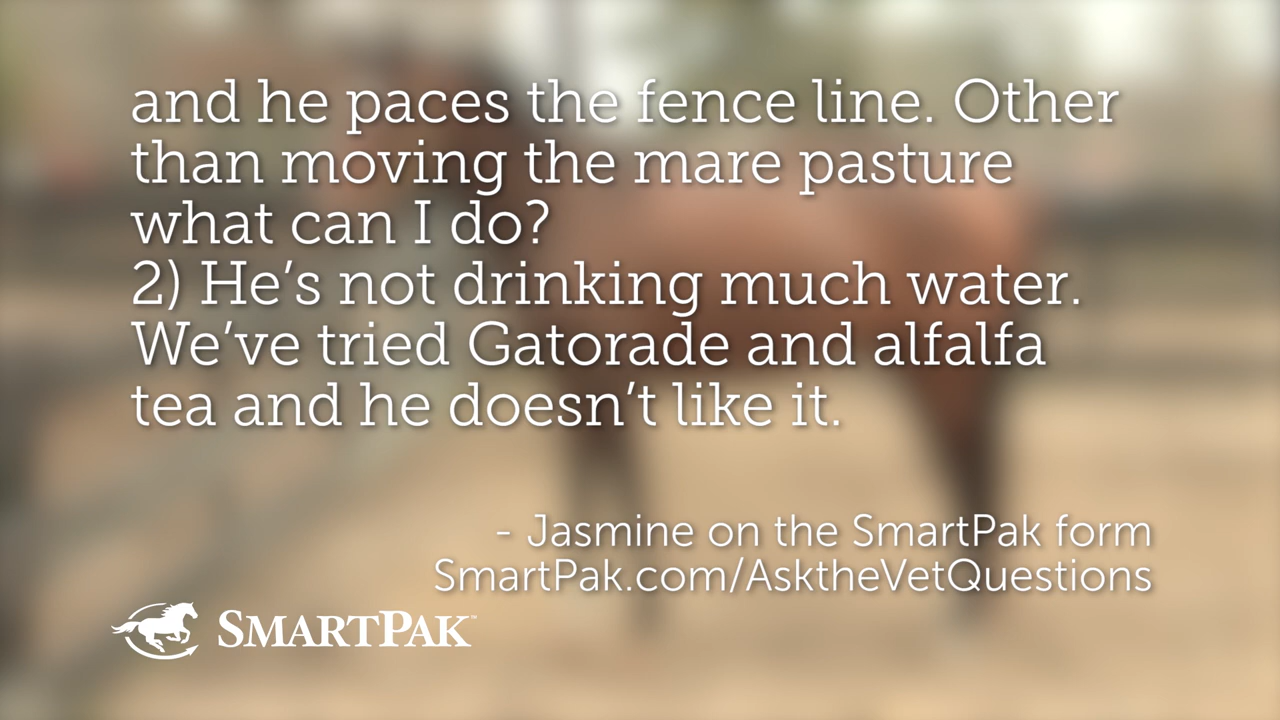 and he paces the fence line. Other
than moving the mare pasture
what can I do?
2) He’s not drinking much water.
We’ve tried Gatorade and alfalfa
tea and he doesn’t like it.
- Jasmine on the SmartPak form
SmartPak.com/AsktheVetQuestions
SMARTPAK™